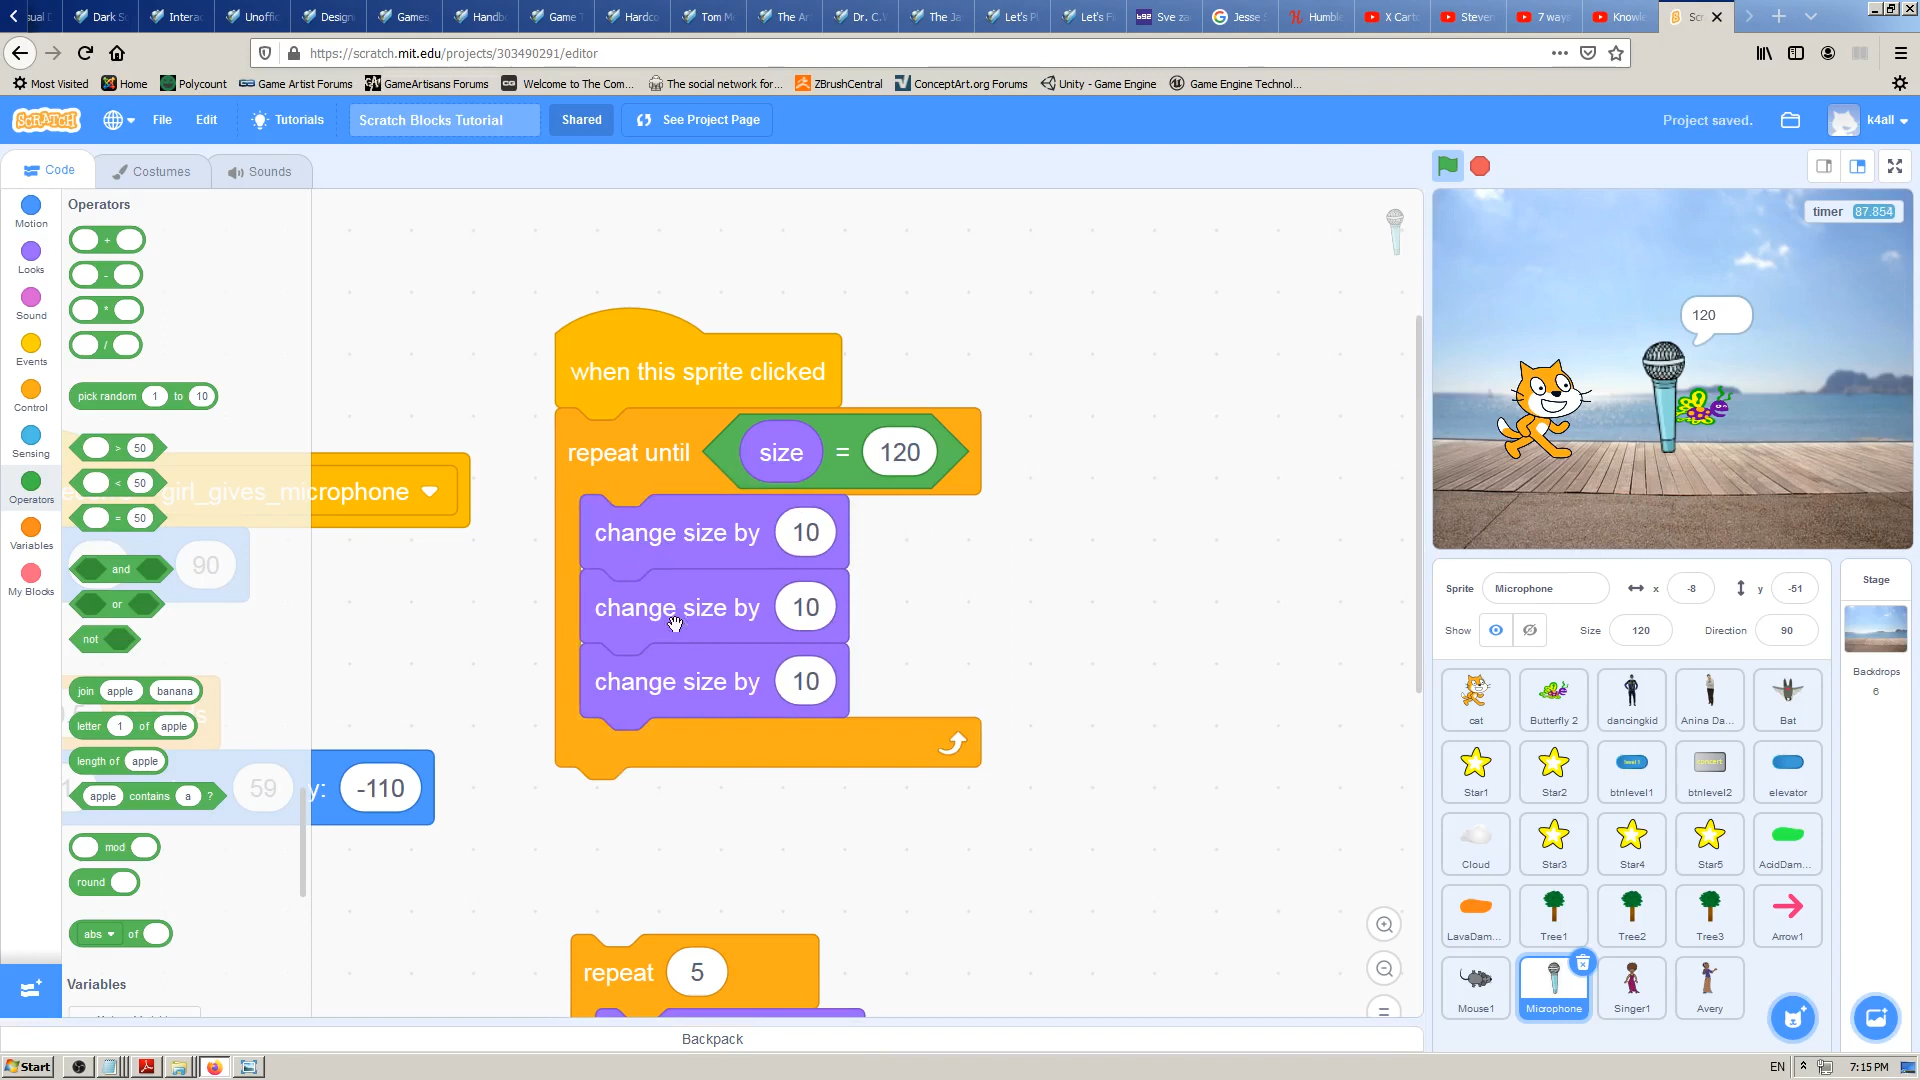 Dark S
Intera
Unoffic
Design
Games
Handb
Game T
Hardco
Tom M
The Ar
Dr. C.V
The Ja
Let's Pl
Let's Fi
Sve za
Jesse S
Humble
X Carto
Steven
7 ways
Knowle
Scr
https://scratch.mit.edu/projects/303490291/editor
Most Visited Home Polycount Game Artist Forums GameArtisans Forums Welcome to The Com... The social network for... ZBrushCentral ConceptArt.org Forums Unity - Game Engine Game Engine Technol...
SCRATCH File Edit Tutorials Scratch Blocks Tutorial Shared See Project Page Project saved. k4all
Code Costumes Sounds
Motion
Looks
Sound
Events
Control
Sensing
Operators
Variables
My Blocks
Operators
+
-
*
/
pick random 1 to 10
> 50
< 50
= 50
and
or
not
join apple banana
letter 1 of apple
length of apple
apple contains a ?
mod
round
abs of
Variables
girl_gives_microphone
90
59 y: -110
when this sprite clicked
repeat until size = 120
change size by 10
change size by 10
change size by 10
repeat 5
Backpack
timer 87.854
120
Sprite Microphone x -8 y -51
Show Size 120 Direction 90
Stage
Backdrops
6
cat Butterfly 2 dancingkid Anina Da... Bat
level 1 concert
Star1 Star2 btnlevel1 btnlevel2 elevator
Cloud Star3 Star4 Star5 AcidDam...
LavaDam... Tree1 Tree2 Tree3 Arrow1
Mouse1 Microphone Singer1 Avery
Start EN 7:15 PM